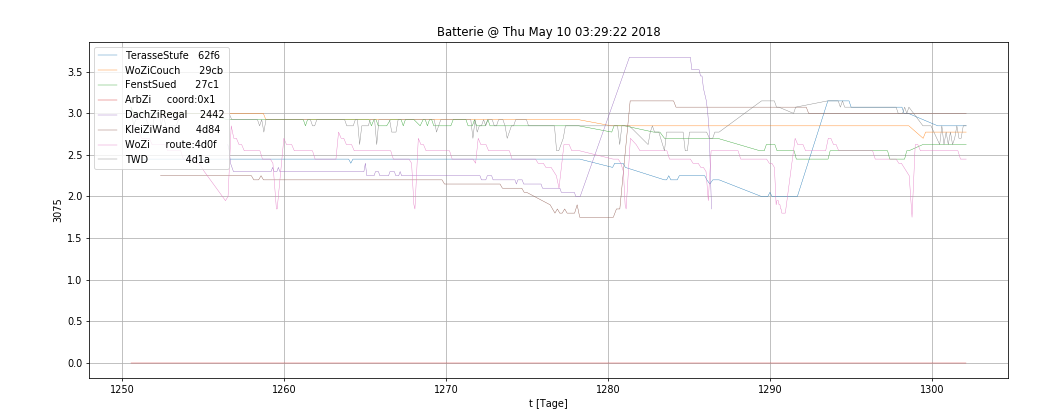 Batterie @ Thu May 10 03:29:22 2018
TerasseStufe 62f6
WoZiCouch 29cb
FenstSued 27c1
ArbZi coord:0x1
DachZiRegal 2442
KleiZiWand 4d84
WoZi route:4d0f
TWD 4d1a
3.5
3.0
2.5
2.0
1.5
1.0
0.5
0.0
3075
1250 1260 1270 1280 1290 1300
t [Tage]